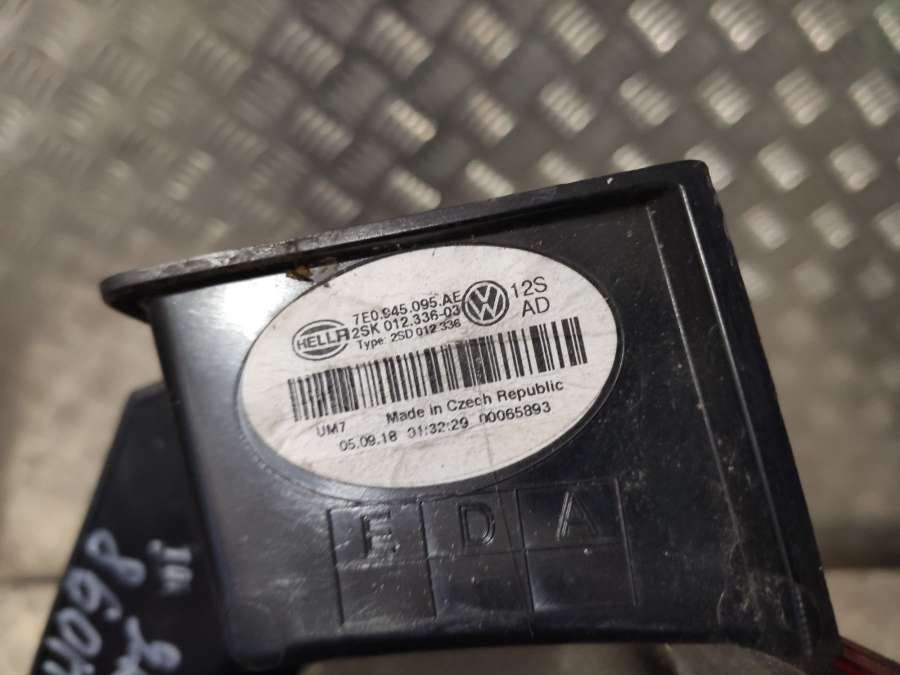 7E0.945.095.AE
HELLA 2SK 012.336-03 VW 12S
Type: 2SD 012.336 AD
UM7 Made in Czech Republic
05.09.18 01:32:29 00065893
E D A